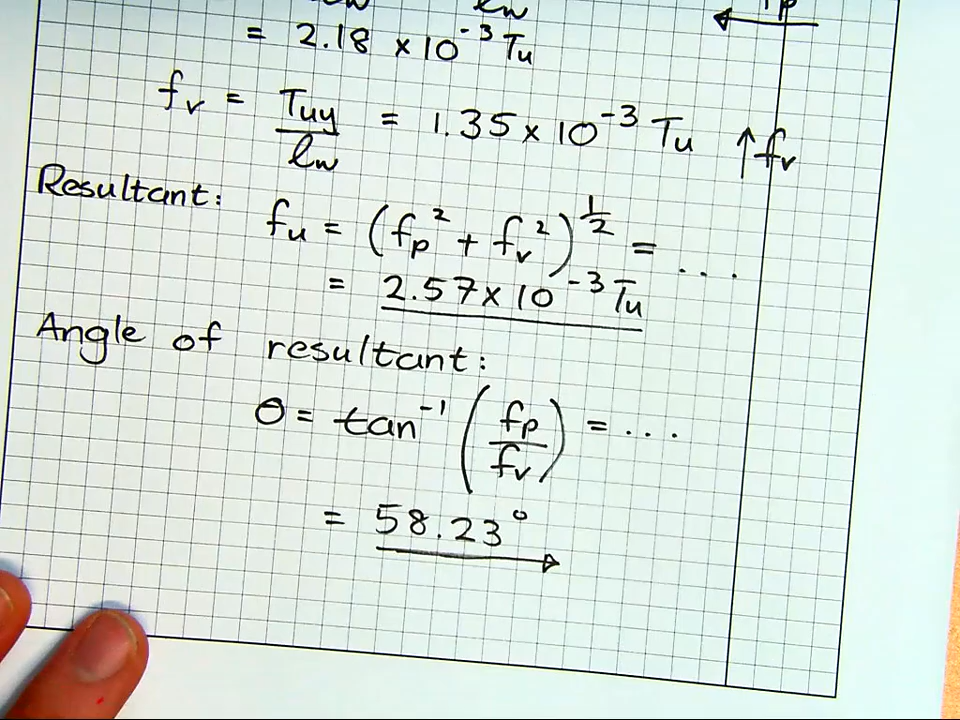 = 2.18 × 10⁻³ Tu
fv = Tuy/lw = 1.35 × 10⁻³ Tu ↑fv
Resultant:
fu = (fp² + fv²)^½ = ...
= 2.57 × 10⁻³ Tu
Angle of resultant:
θ = tan⁻¹ (fp/fv) = ...
= 58.23°